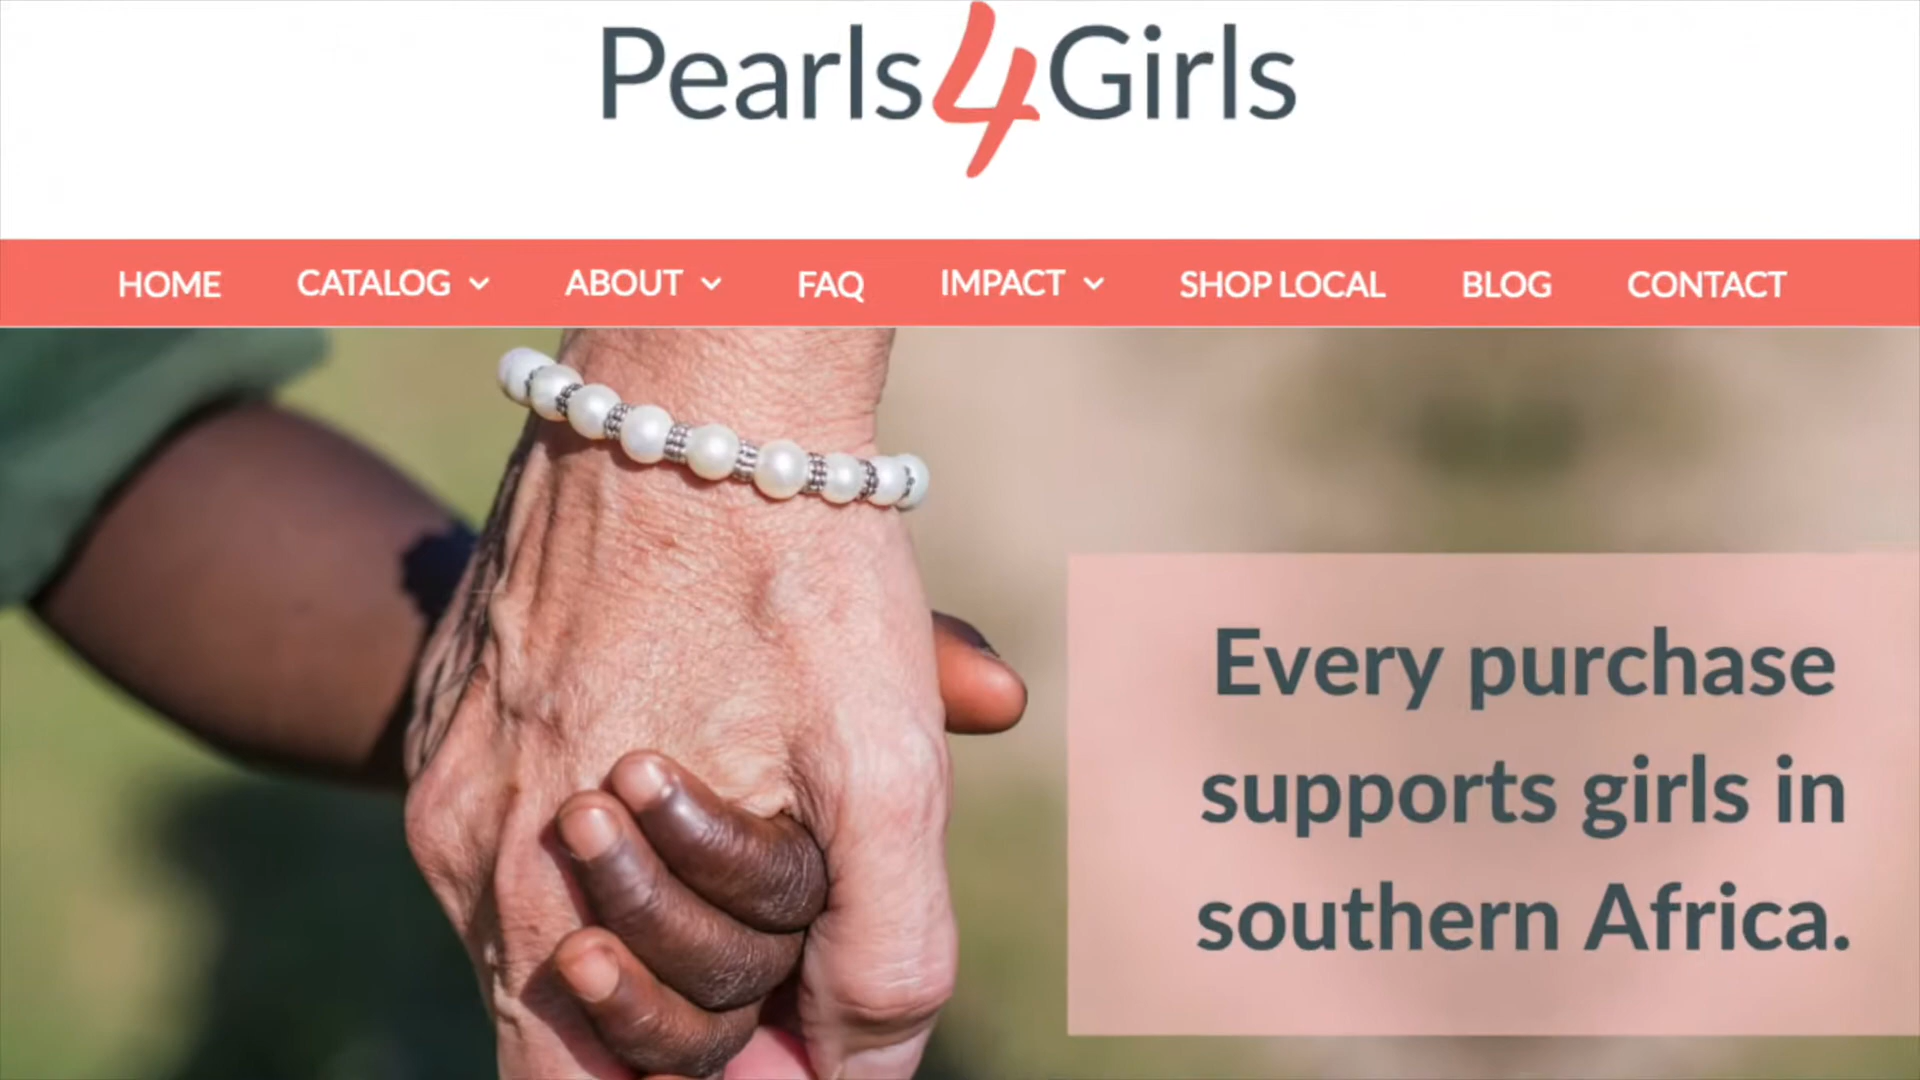 Pearls4Girls
HOME CATALOG ABOUT FAQ IMPACT SHOP LOCAL BLOG CONTACT
Every purchase
supports girls in
southern Africa.